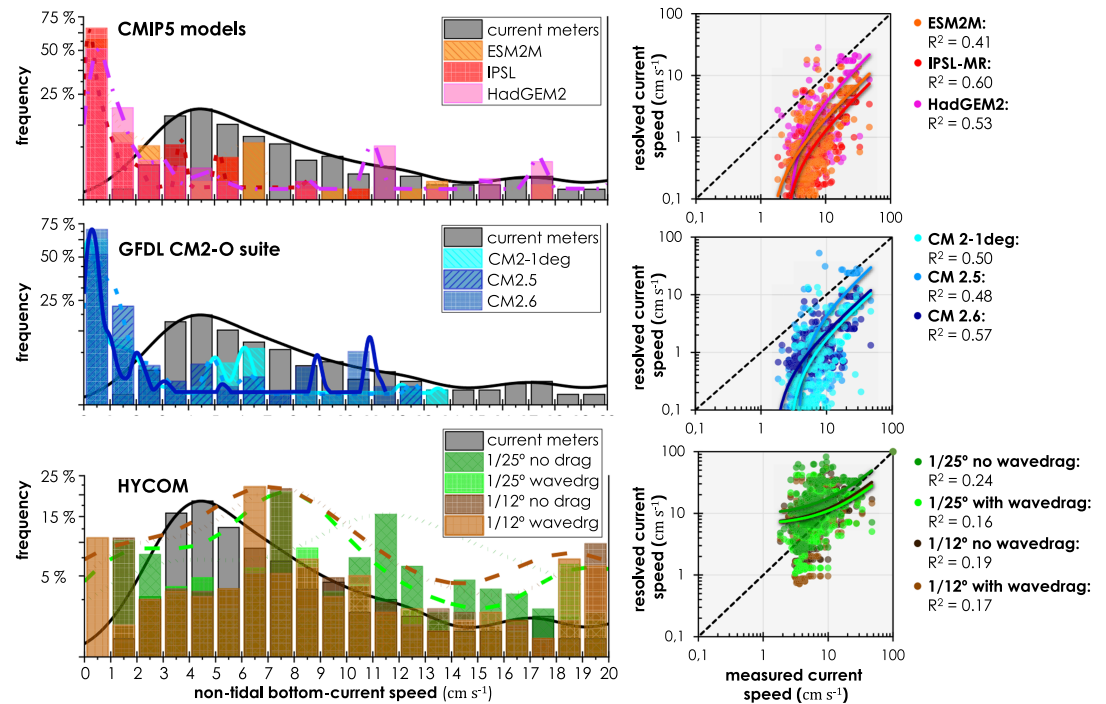 75 %
50 %
25 %
frequency
CMIP5 models
current meters
ESM2M
IPSL
HadGEM2
resolved current
speed (cm s⁻¹)
100
10
1
0,1
0,1
1
10
100
ESM2M:
R² = 0.41
IPSL-MR:
R² = 0.60
HadGEM2:
R² = 0.53
75 %
50 %
25 %
frequency
GFDL CM2-O suite
current meters
CM2-1deg
CM2.5
CM2.6
resolved current
speed (cm s⁻¹)
100
10
1
0,1
0,1
1
10
100
CM 2-1deg:
R² = 0.50
CM 2.5:
R² = 0.48
CM 2.6:
R² = 0.57
25 %
15 %
5 %
frequency
HYCOM
current meters
1/25º no drag
1/25º wavedrg
1/12º no drag
1/12º wavedrg
0 1 2 3 4 5 6 7 8 9 10 11 12 13 14 15 16 17 18 19 20
non-tidal bottom-current speed (cm s⁻¹)
resolved current
speed (cm s⁻¹)
100
10
1
0,1
0,1
1
10
100
measured current
speed (cm s⁻¹)
1/25º no wavedrag:
R² = 0.24
1/25º with wavedrag:
R² = 0.16
1/12º no wavedrag:
R² = 0.19
1/12º with wavedrag:
R² = 0.17